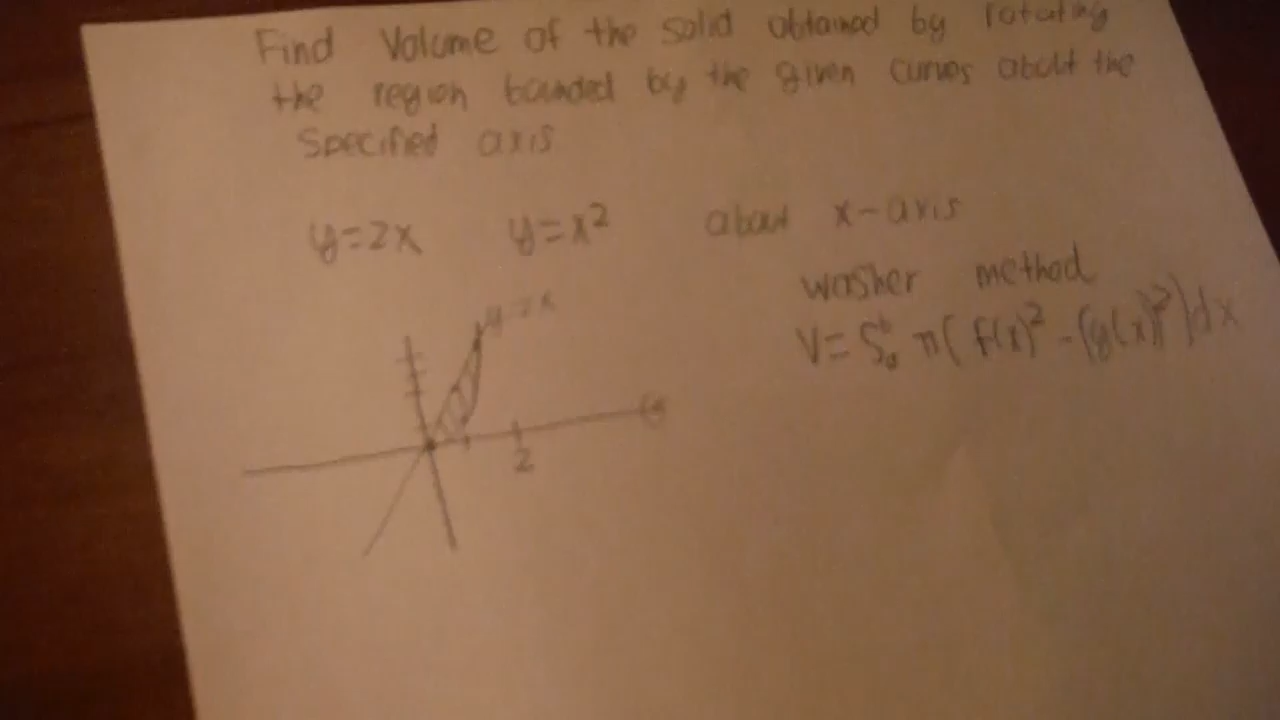 Find Volume of the solid obtained by rotating
the region bounded by the given curves about the
Specified axis
y=2x y=x² about x-axis
washer method
V= ∫ₐᵇ π( f(x)² - (g(x)²)dx
2